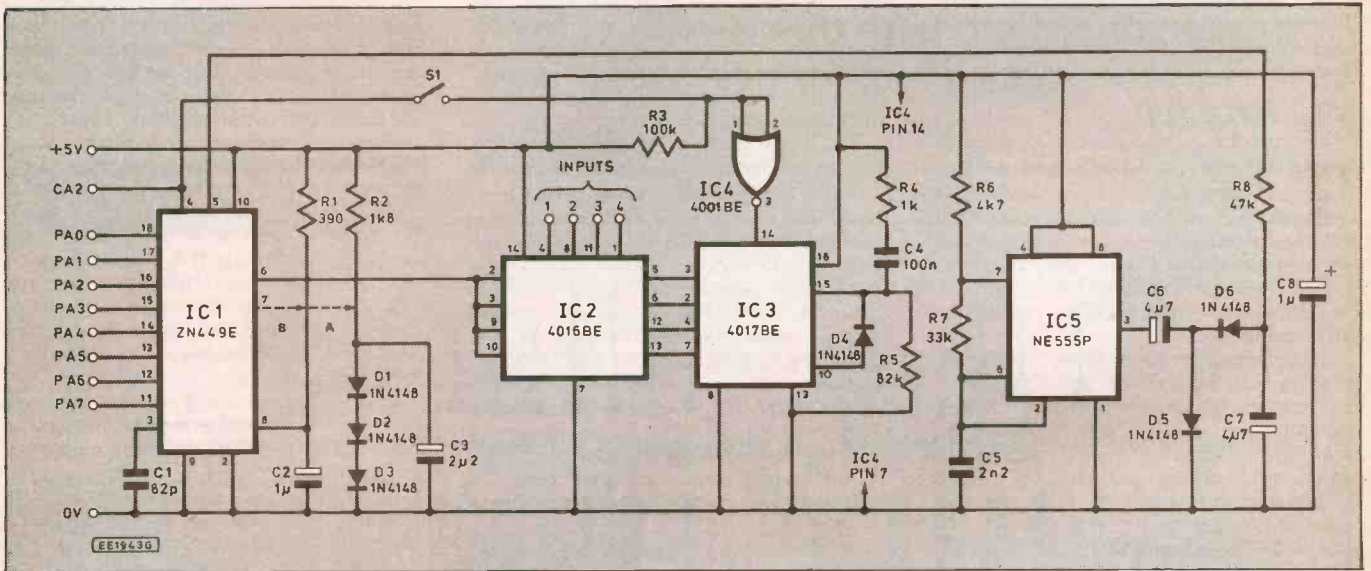 S1
+5V
CA2
PA0
PA1
PA2
PA3
PA4
PA5
PA6
PA7
0V
4
5
10
18
17
16
15
14
13
12
11
3
IC1
ZN449E
6
7
8
9
2
B
A
C1
82p
R1
390
R2
1k8
C2
1µ
D1
1N4148
D2
1N4148
D3
1N4148
C3
2µ2
R3
100k
INPUTS
1
2
3
4
14
4
8
11
1
2
3
9
10
IC2
4016BE
5
6
12
13
7
1
2
IC4
4001BE
3
14
3
2
4
7
IC3
4017BE
16
15
10
8
13
IC4
PIN 14
R4
1k
C4
100n
D4
1N4148
R5
82k
IC4
PIN 7
R6
4k7
R7
33k
C5
2n2
4
8
7
6
2
IC5
NE555P
3
1
C6
4µ7
D6
1N4148
D5
1N4148
R8
47k
C7
4µ7
C8
1µ
+
EE1943G